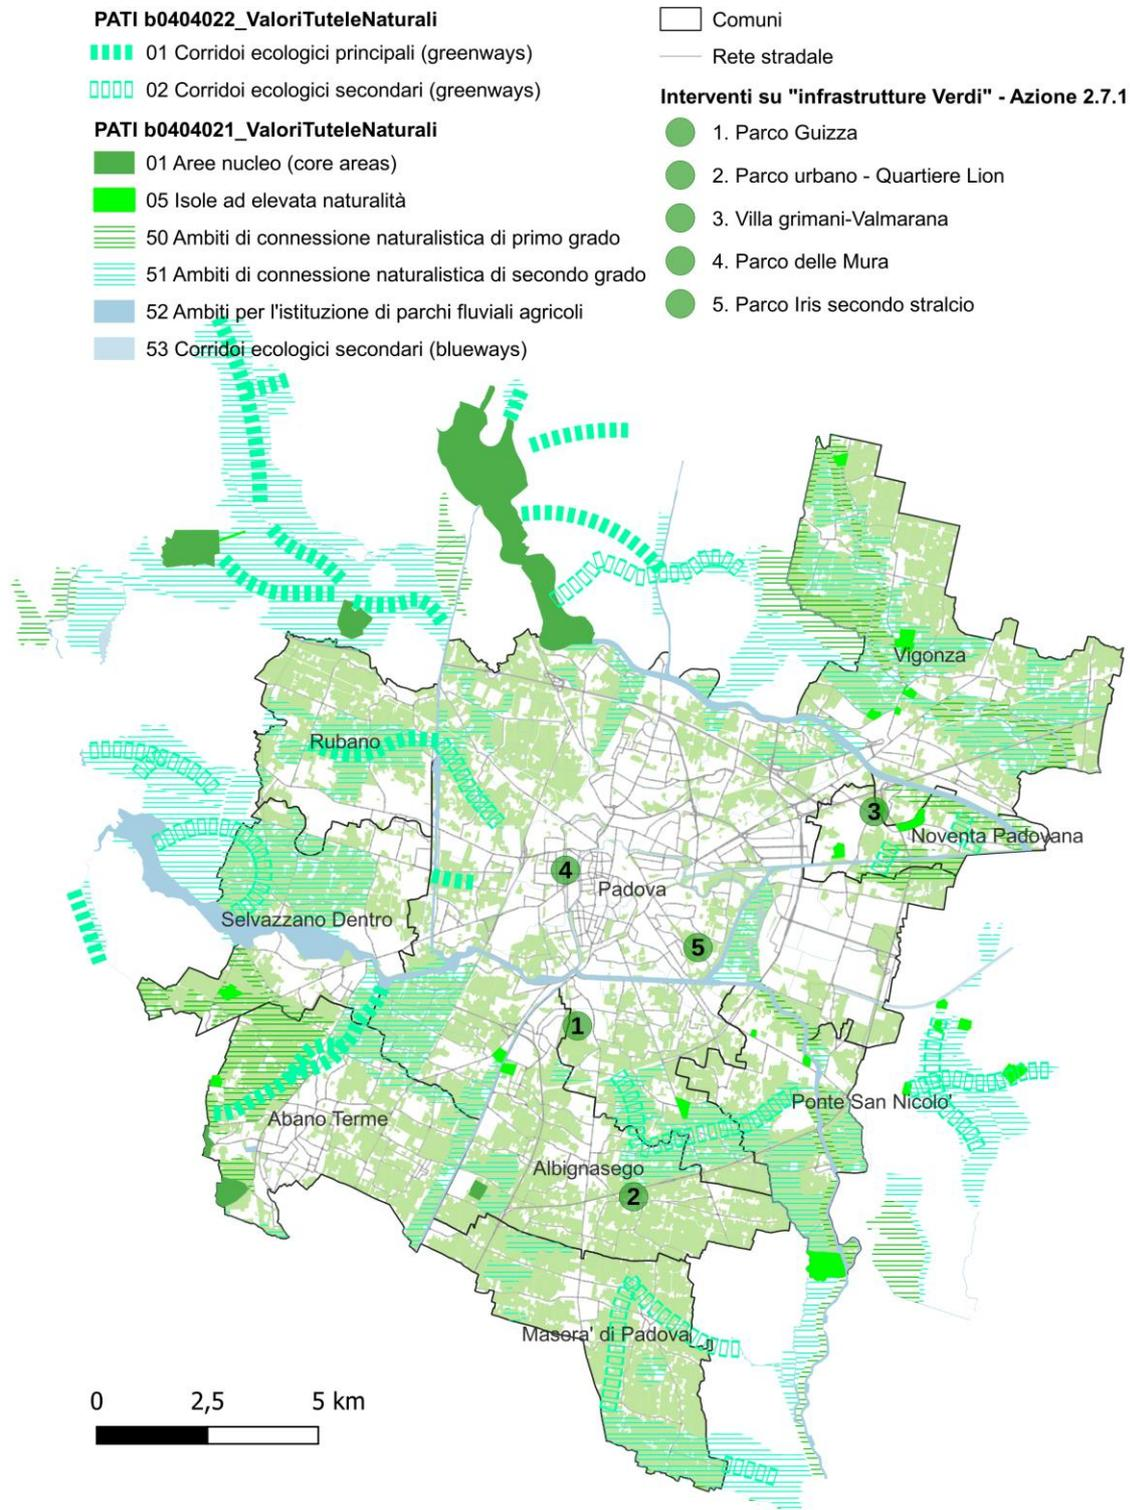 PATI b0404022_ValoriTuteleNaturali
01 Corridoi ecologici principali (greenways)
02 Corridoi ecologici secondari (greenways)
PATI b0404021_ValoriTuteleNaturali
01 Aree nucleo (core areas)
05 Isole ad elevata naturalità
50 Ambiti di connessione naturalistica di primo grado
51 Ambiti di connessione naturalistica di secondo grado
52 Ambiti per l'istituzione di parchi fluviali agricoli
53 Corridoi ecologici secondari (blueways)
Comuni
Rete stradale
Interventi su "infrastrutture Verdi" - Azione 2.7.1
1. Parco Guizza
2. Parco urbano - Quartiere Lion
3. Villa grimani-Valmarana
4. Parco delle Mura
5. Parco Iris secondo stralcio
Vigonza
Rubano
3
Noventa Padovana
4
Padova
Selvazzano Dentro
5
1
Ponte San Nicolo'
Abano Terme
Albignasego
2
Masera' di Padova
0 2,5 5 km